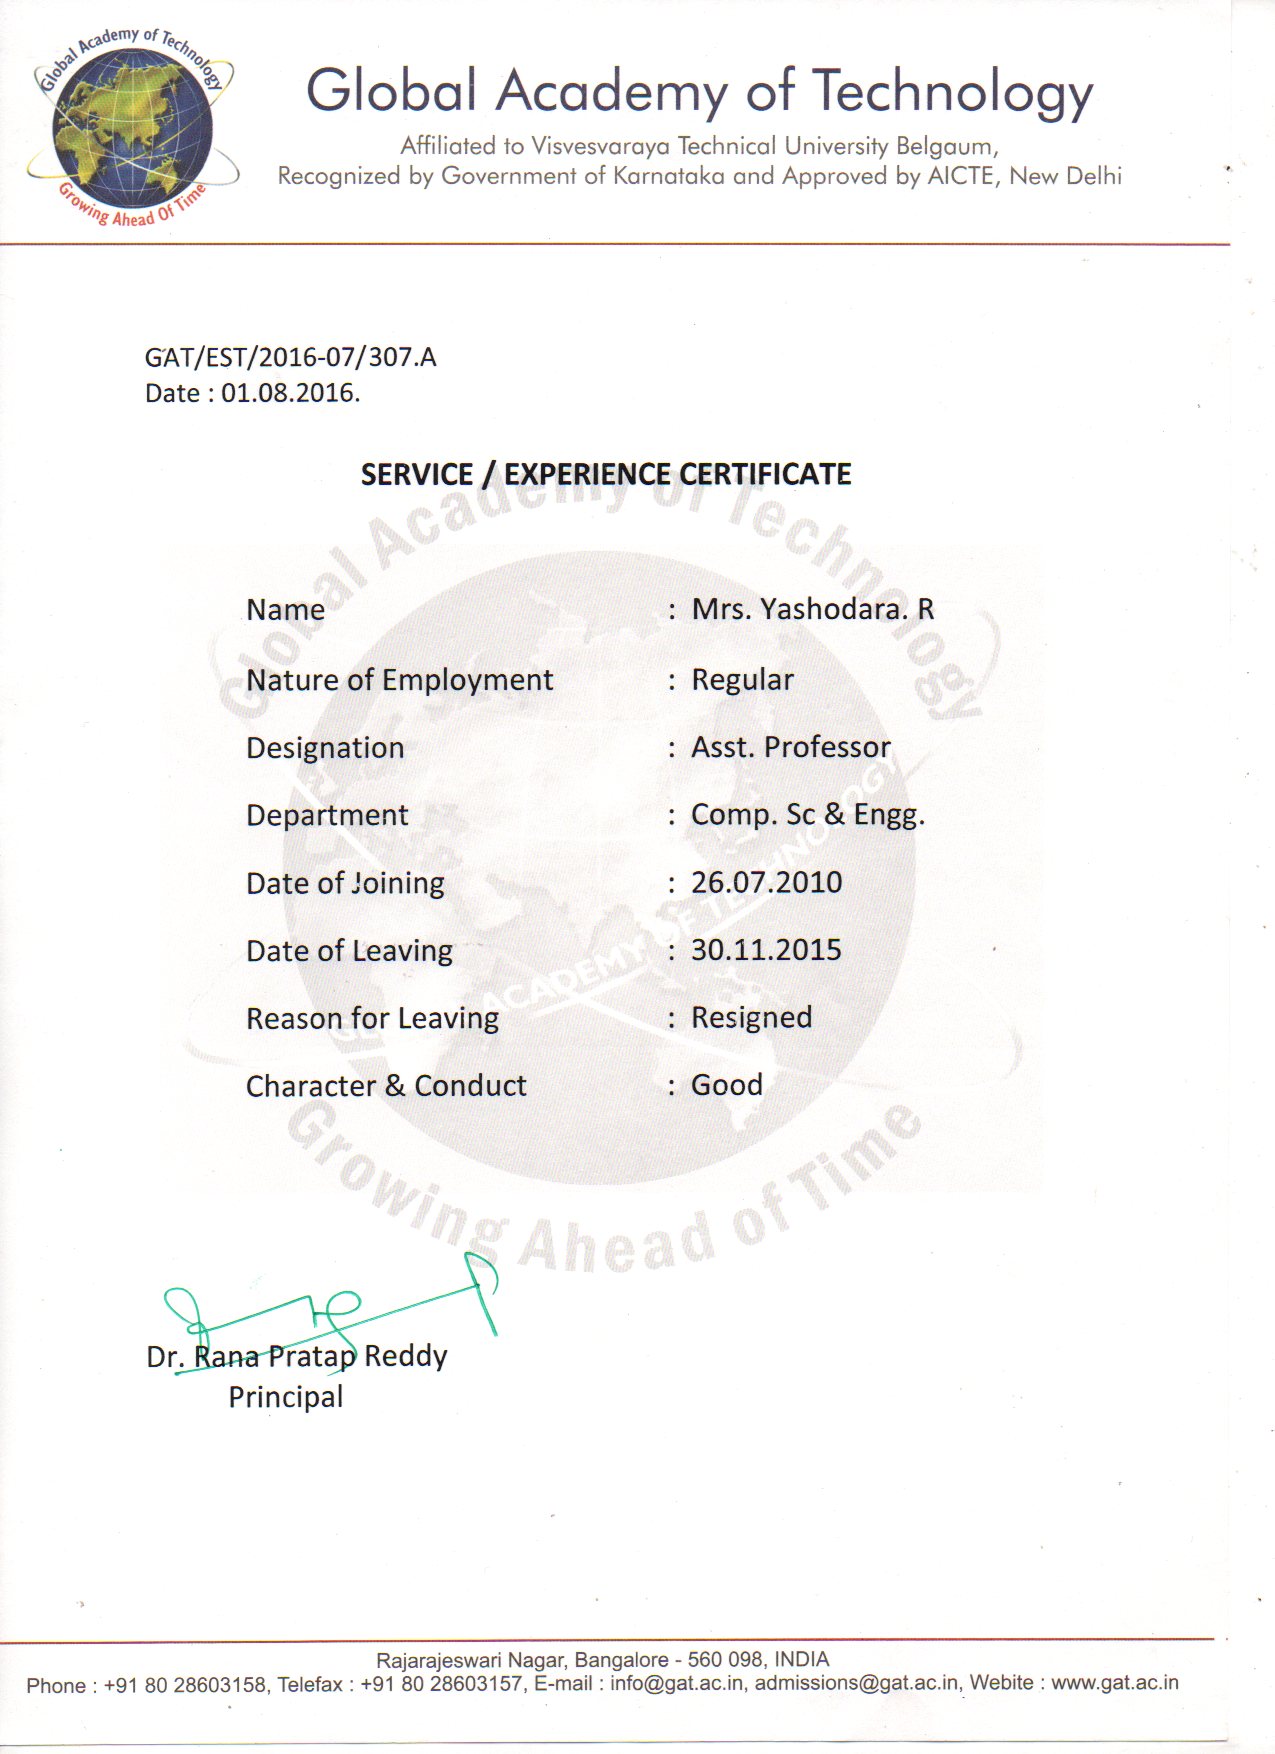 Global Academy of Technology
Growing Ahead Of Time
Global Academy of Technology
Affiliated to Visvesvaraya Technical University Belgaum,
Recognized by Government of Karnataka and Approved by AICTE, New Delhi
GAT/EST/2016-07/307.A
Date : 01.08.2016.
SERVICE / EXPERIENCE CERTIFICATE
Global Academy of Technology
Name : Mrs. Yashodara. R
Nature of Employment : Regular
Designation : Asst. Professor
Department : Comp. Sc & Engg.
Date of Joining : 26.07.2010
Date of Leaving : 30.11.2015
Reason for Leaving : Resigned
Character & Conduct : Good
ACADEMY OF TECHNOLOGY
Growing Ahead of Time
Dr. Rana Pratap Reddy
Principal
Rajarajeswari Nagar, Bangalore - 560 098, INDIA
Phone : +91 80 28603158, Telefax : +91 80 28603157, E-mail : info@gat.ac.in, admissions@gat.ac.in, Webite : www.gat.ac.in